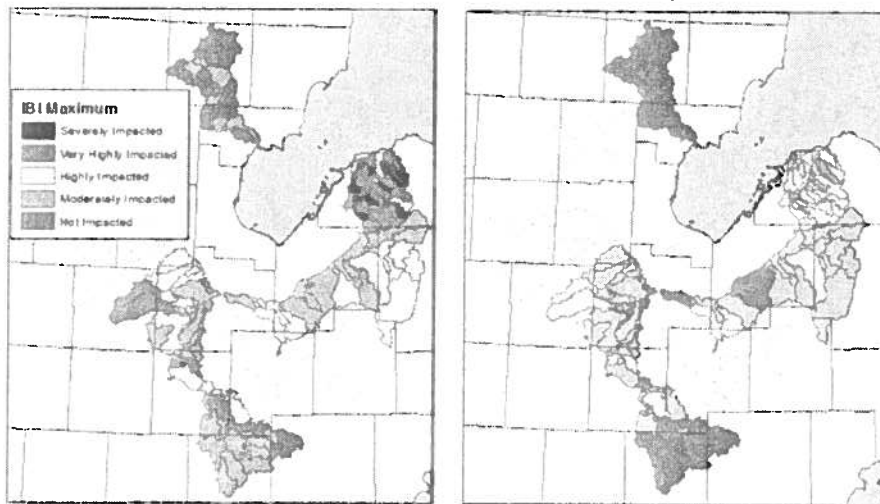 IBI Maximum
Severely Impacted
Very Highly Impacted
Highly Impacted
Moderately Impacted
Not Impacted